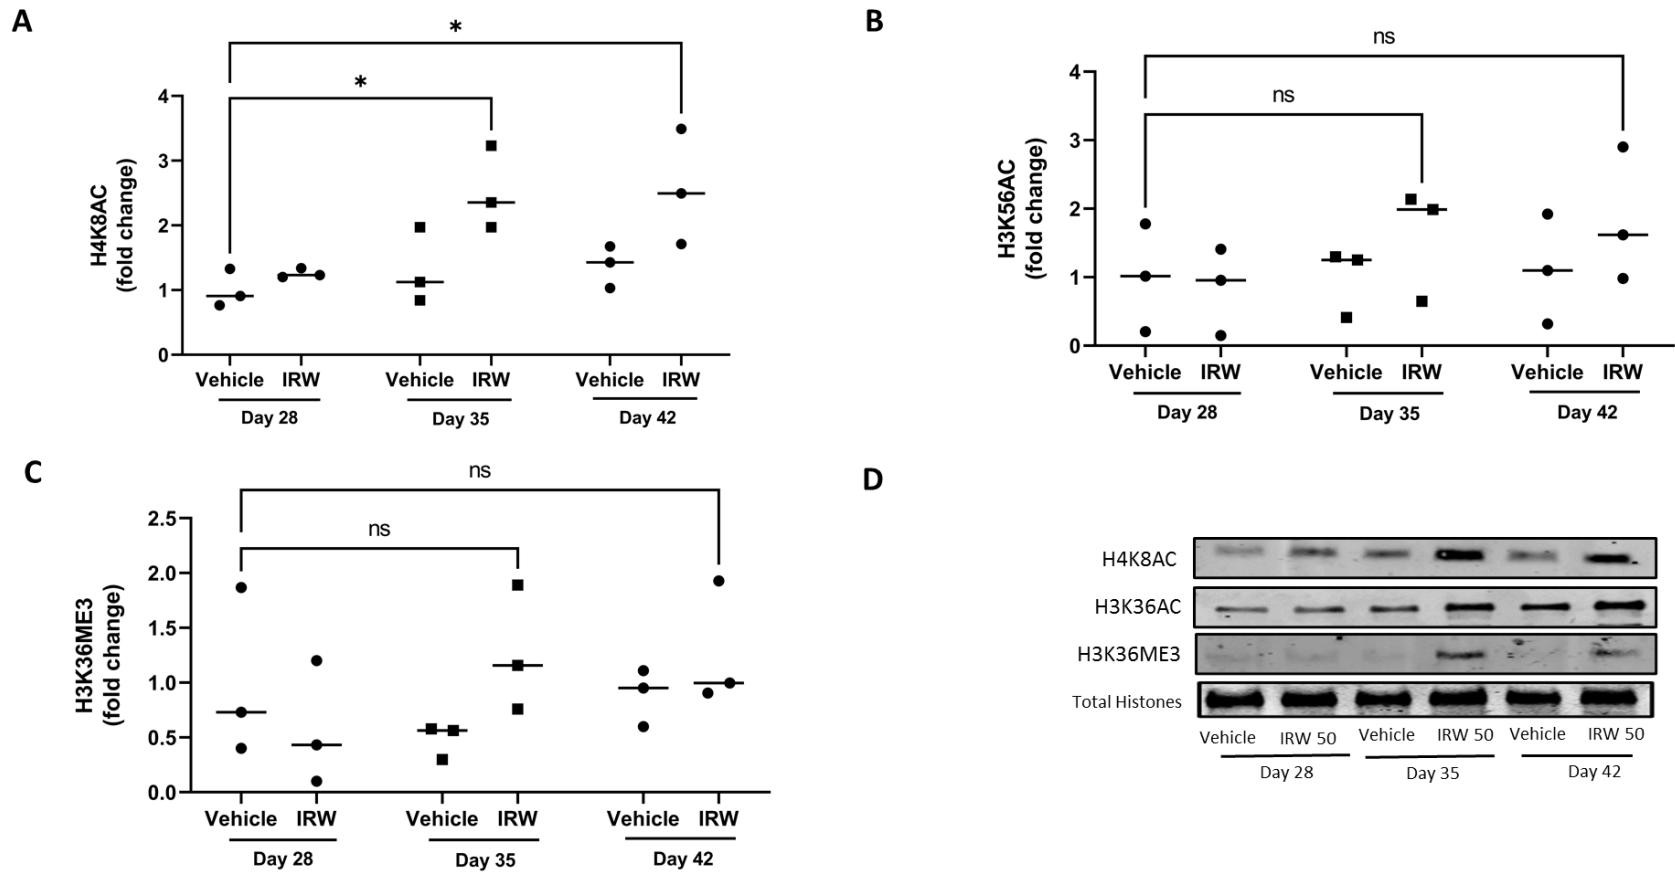 A
*
*
4
3
2
1
0
H4K8AC
(fold change)
Vehicle IRW Vehicle IRW Vehicle IRW
Day 28 Day 35 Day 42
B
ns
ns
4
3
2
1
0
H3K56AC
(fold change)
Vehicle IRW Vehicle IRW Vehicle IRW
Day 28 Day 35 Day 42
C
ns
ns
2.5
2.0
1.5
1.0
0.5
0.0
H3K36ME3
(fold change)
Vehicle IRW Vehicle IRW Vehicle IRW
Day 28 Day 35 Day 42
D
H4K8AC
H3K36AC
H3K36ME3
Total Histones
Vehicle IRW 50 Vehicle IRW 50 Vehicle IRW 50
Day 28 Day 35 Day 42